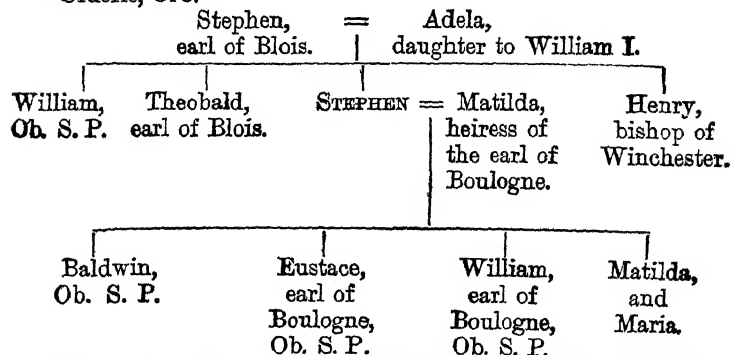 Stephen, = Adela,
earl of Blois. daughter to William I.
William, Theobald, STEPHEN = Matilda, Henry,
Ob. S. P. earl of Blois. heiress of bishop of
the earl of Winchester.
Boulogne.
Baldwin, Eustace, William, Matilda,
Ob. S. P. earl of earl of and
Boulogne, Boulogne, Maria.
Ob. S. P. Ob. S. P.